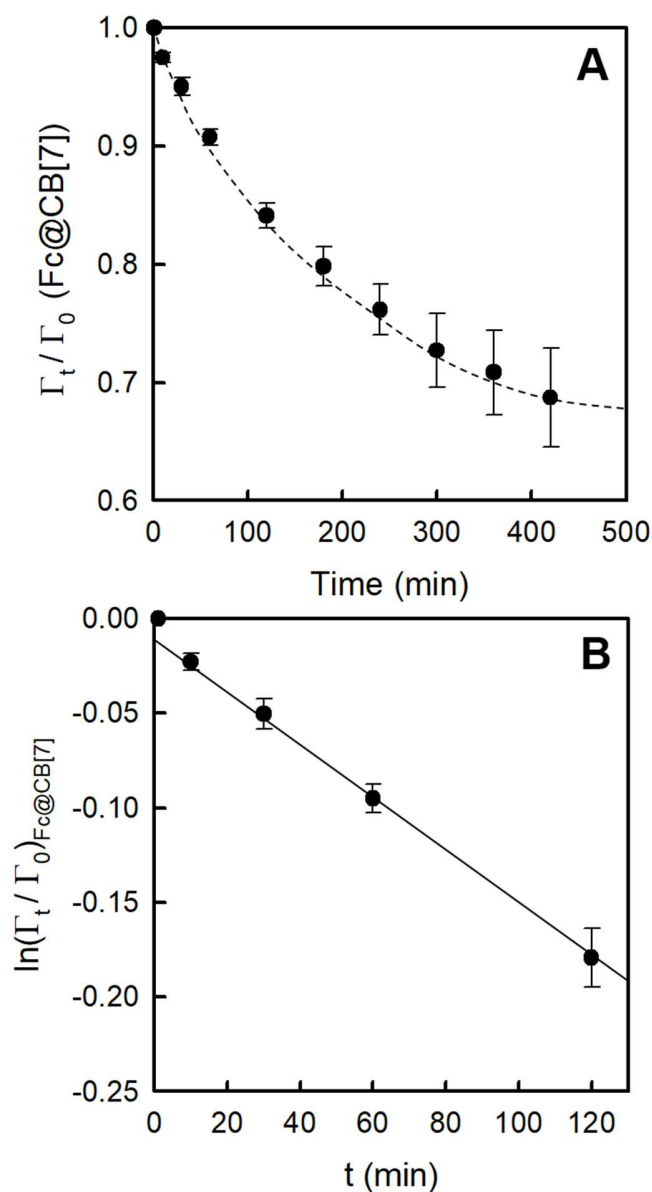 A
1.0
0.9
0.8
0.7
0.6
Γt / Γ0 (Fc@CB[7])
0 100 200 300 400 500
Time (min)
B
0.00
-0.05
-0.10
-0.15
-0.20
-0.25
ln(Γt / Γ0)Fc@CB[7]
0 20 40 60 80 100 120
t (min)